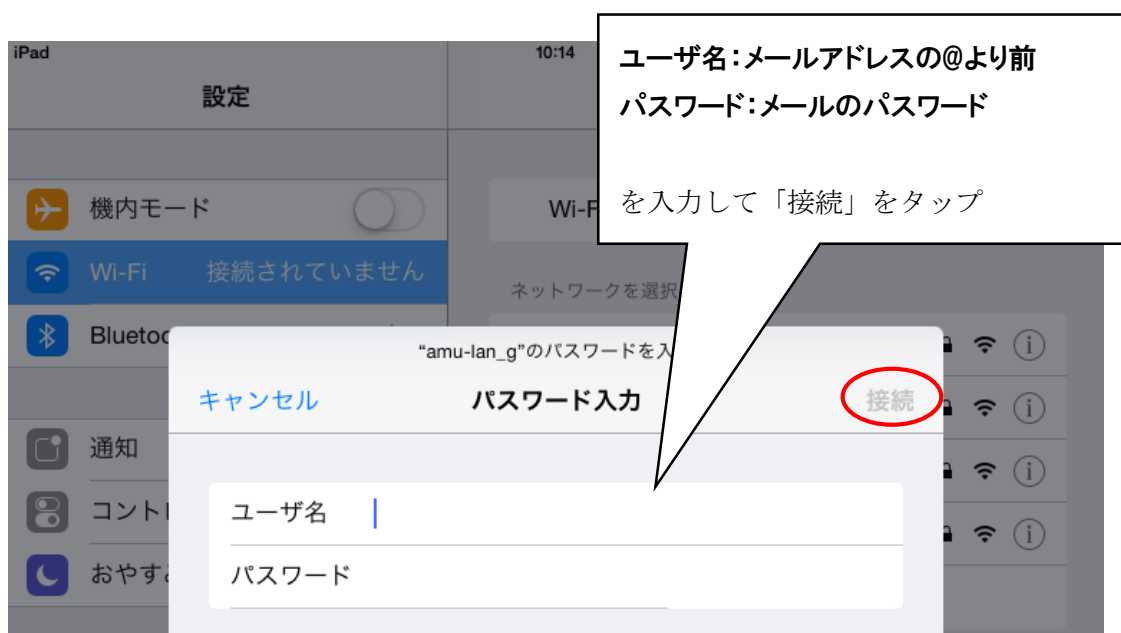 iPad
10:14
ユーザ名：メールアドレスの@より前
パスワード：メールのパスワード
を入力して「接続」をタップ
設定
機内モード
Wi-F
Wi-Fi 接続されていません
ネットワークを選択
Bluetoo
"amu-lan_g"のパスワードを入
キャンセル パスワード入力 接続
通知
コント
ユーザ名
おやす
パスワード